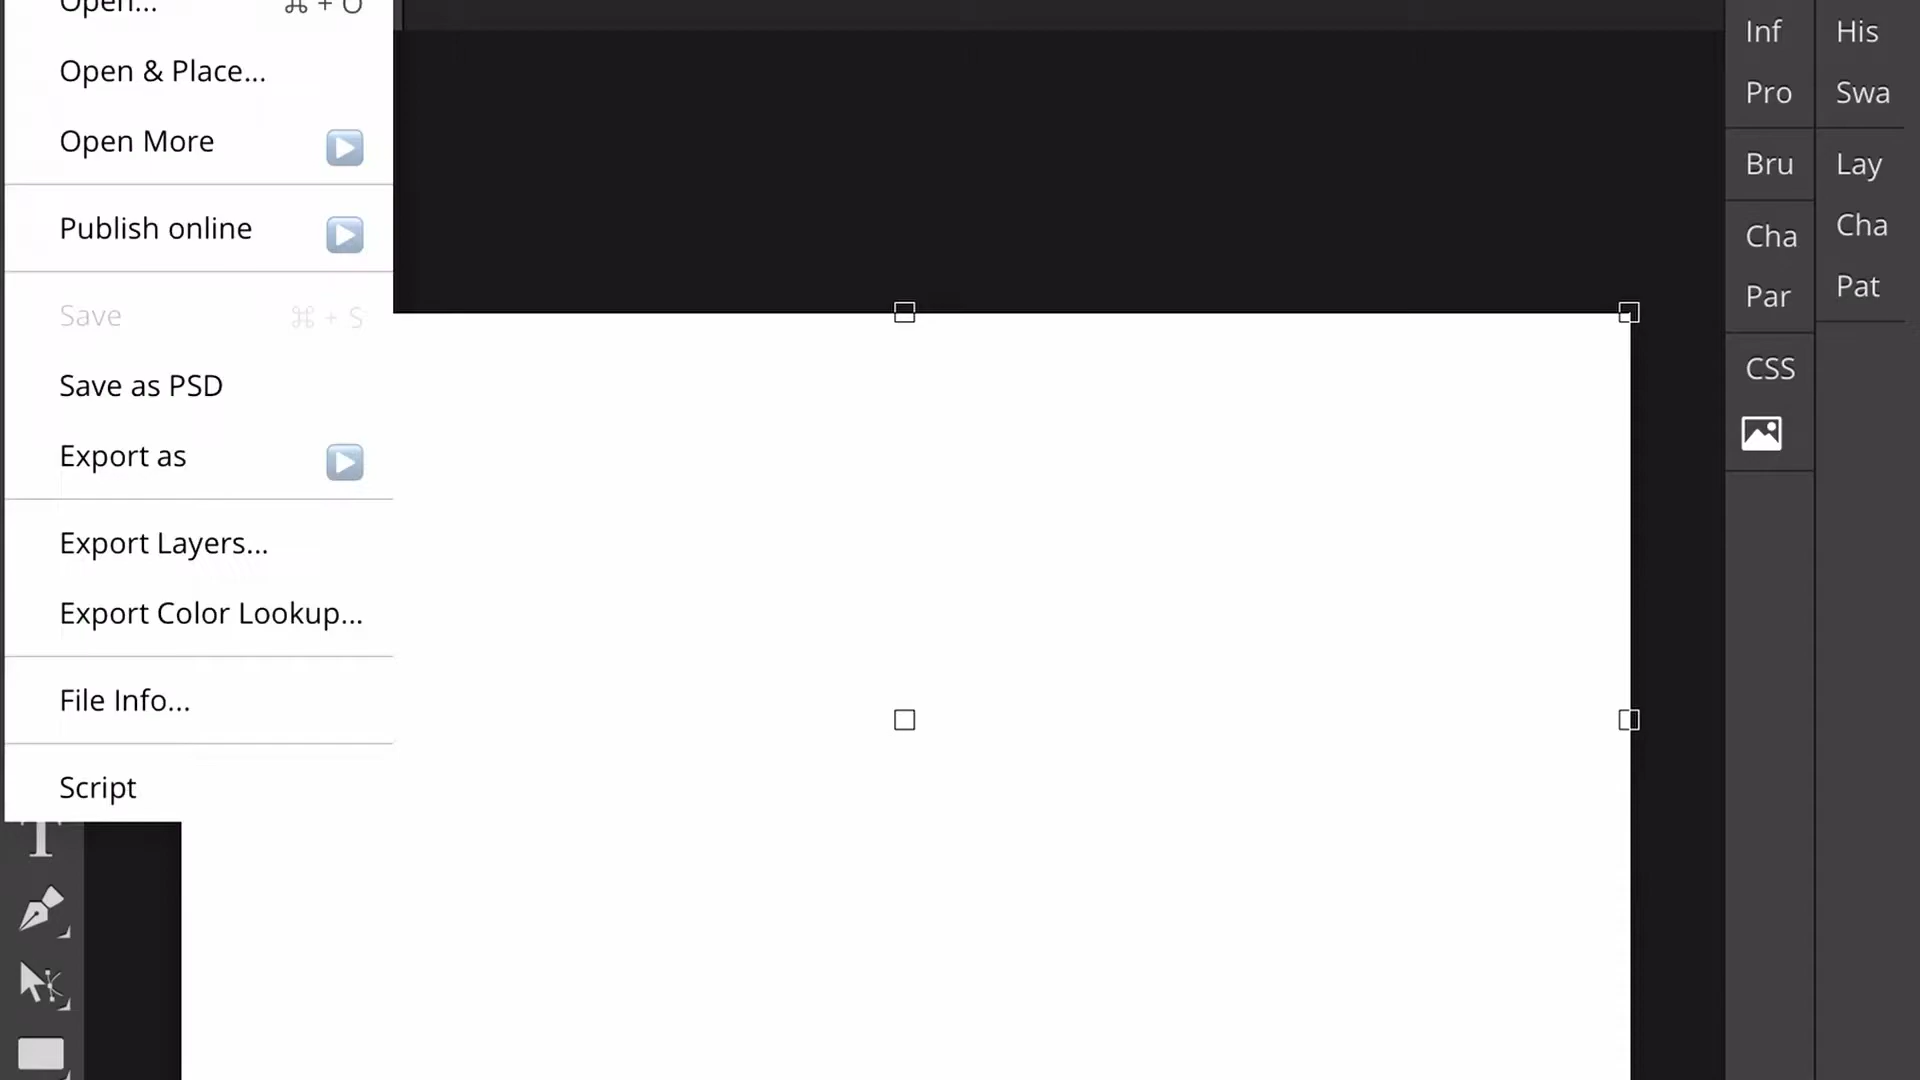 Open... ⌘ + O
Open & Place...
Open More
Publish online
Save ⌘ + S
Save as PSD
Export as
Export Layers...
Export Color Lookup...
File Info...
Script
T
Inf
Pro
Bru
Cha
Par
CSS
His
Swa
Lay
Cha
Pat